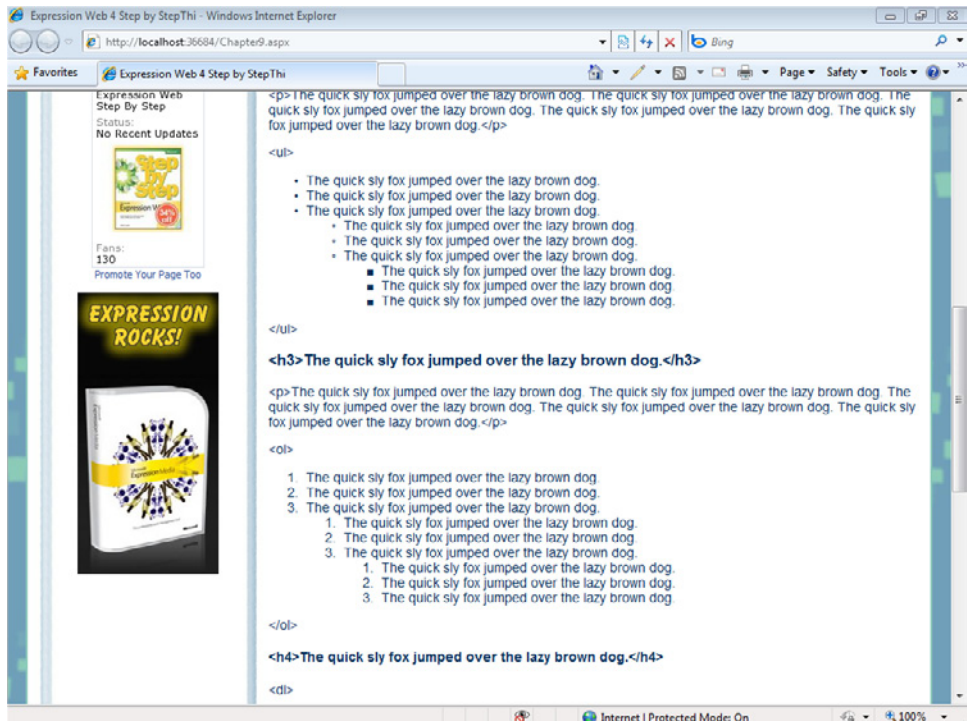 Expression Web 4 Step by StepThi - Windows Internet Explorer
http://localhost:36684/Chapter9.aspx
Bing
Favorites
Expression Web 4 Step by StepThi
Page
Safety
Tools
Expression Web
Step By Step
Status:
No Recent Updates
Step
by
Step
Expression W
34%
off
Fans:
130
Promote Your Page Too
EXPRESSION
ROCKS!
Expression Media
<p>The quick sly fox jumped over the lazy brown dog. The quick sly fox jumped over the lazy brown dog. The
quick sly fox jumped over the lazy brown dog. The quick sly fox jumped over the lazy brown dog. The quick sly
fox jumped over the lazy brown dog.</p>
<ul>
• The quick sly fox jumped over the lazy brown dog.
• The quick sly fox jumped over the lazy brown dog.
• The quick sly fox jumped over the lazy brown dog.
• The quick sly fox jumped over the lazy brown dog.
• The quick sly fox jumped over the lazy brown dog.
• The quick sly fox jumped over the lazy brown dog.
■ The quick sly fox jumped over the lazy brown dog.
■ The quick sly fox jumped over the lazy brown dog.
■ The quick sly fox jumped over the lazy brown dog.
</ul>
<h3>The quick sly fox jumped over the lazy brown dog.</h3>
<p>The quick sly fox jumped over the lazy brown dog. The quick sly fox jumped over the lazy brown dog. The
quick sly fox jumped over the lazy brown dog. The quick sly fox jumped over the lazy brown dog. The quick sly
fox jumped over the lazy brown dog.</p>
<ol>
1. The quick sly fox jumped over the lazy brown dog.
2. The quick sly fox jumped over the lazy brown dog.
3. The quick sly fox jumped over the lazy brown dog.
1. The quick sly fox jumped over the lazy brown dog.
2. The quick sly fox jumped over the lazy brown dog.
3. The quick sly fox jumped over the lazy brown dog.
1. The quick sly fox jumped over the lazy brown dog.
2. The quick sly fox jumped over the lazy brown dog.
3. The quick sly fox jumped over the lazy brown dog.
</ol>
<h4>The quick sly fox jumped over the lazy brown dog.</h4>
<dl>
Internet | Protected Mode: On
100%